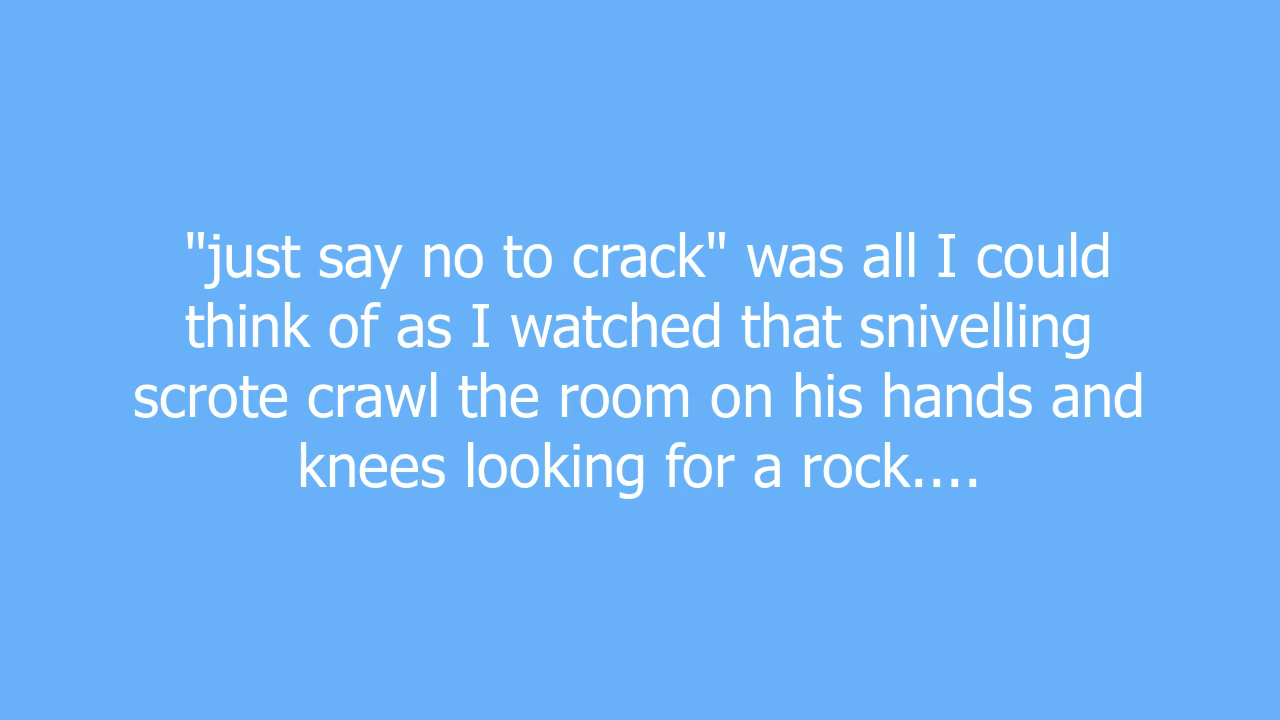 "just say no to crack" was all I could
think of as I watched that snivelling
scrote crawl the room on his hands and
knees looking for a rock....